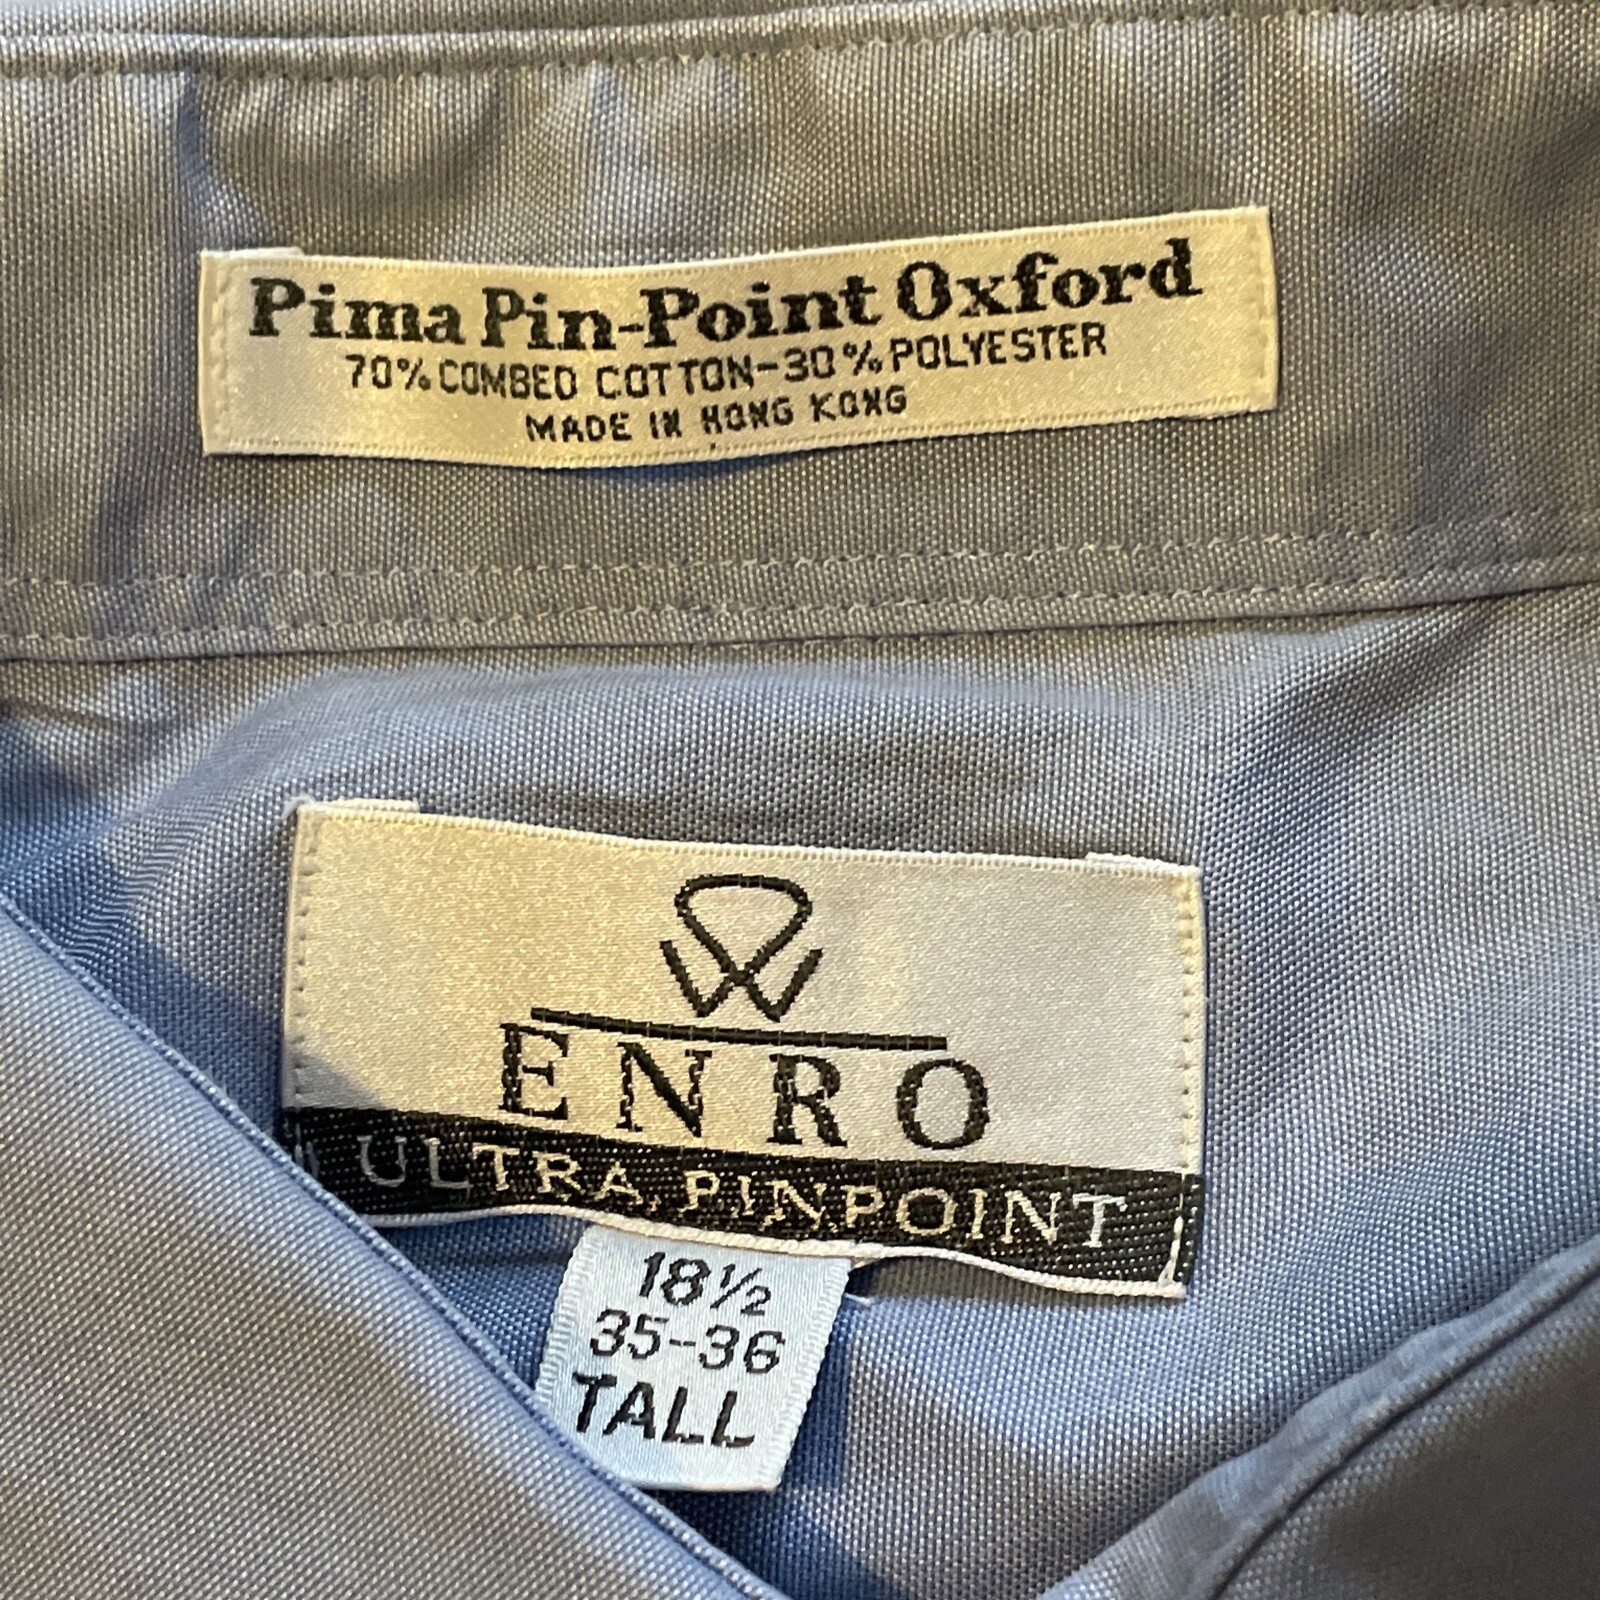 Pima Pin-Point Oxford
70% COMBED COTTON-30% POLYESTER
MADE IN HONG KONG
ENRO
ULTRA PINPOINT
18½
35-36
TALL